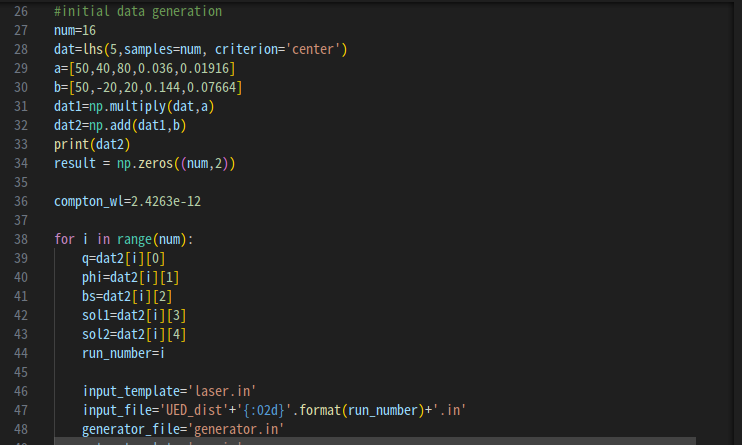 26 #initial data generation
27 num=16
28 dat=lhs(5,samples=num, criterion='center')
29 a=[50,40,80,0.036,0.01916]
30 b=[50,-20,20,0.144,0.07664]
31 dat1=np.multiply(dat,a)
32 dat2=np.add(dat1,b)
33 print(dat2)
34 result = np.zeros((num,2))
35
36 compton_wl=2.4263e-12
37
38 for i in range(num):
39     q=dat2[i][0]
40     phi=dat2[i][1]
41     bs=dat2[i][2]
42     sol1=dat2[i][3]
43     sol2=dat2[i][4]
44     run_number=i
45
46     input_template='laser.in'
47     input_file='UED_dist'+'{:02d}'.format(run_number)+'.in'
48     generator_file='generator.in'